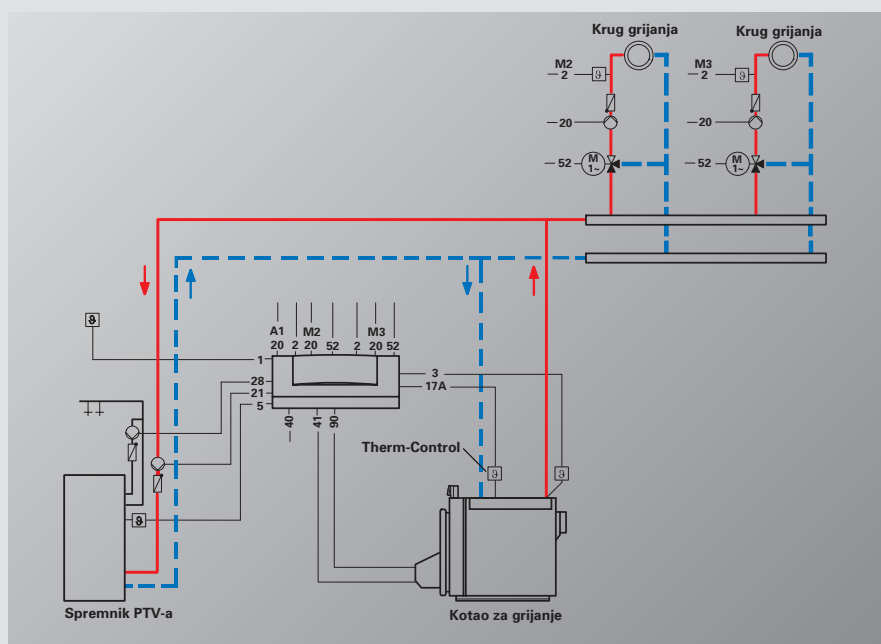 Krug grijanja
Krug grijanja
M2
2
ϑ
M3
2
ϑ
20
20
52
M
1~
52
M
1~
ϑ
A1
M2
M3
20
2
20
52
2
20
52
1
28
21
5
3
17A
40
41
90
Therm-Control
ϑ
ϑ
ϑ
Spremnik PTV-a
Kotao za grijanje